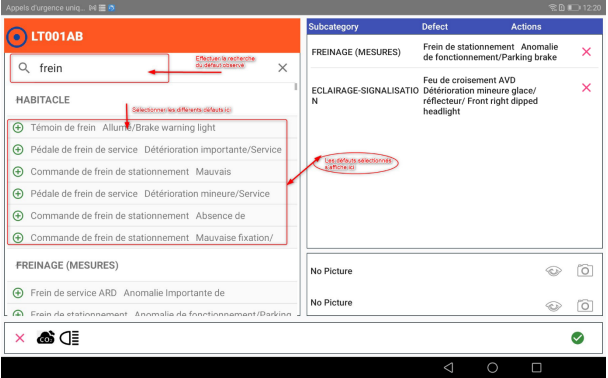 Appels d'urgence uniq...
12:20
LT001AB
frein
Effectuer la recherche
du défaut observé
HABITACLE
Sélectionner les différents défauts ici
Témoin de frein Allumé/Brake warning light
Pédale de frein de service Détérioration importante/Service
Commande de frein de stationnement Mauvais
Pédale de frein de service Détérioration mineure/Service
Commande de frein de stationnement Absence de
Commande de frein de stationnement Mauvaise fixation/
FREINAGE (MESURES)
Frein de service ARD Anomalie Importante de
Frein de stationnement Anomalie de fonctionnement/Parking
Subcategory Defect Actions
FREINAGE (MESURES)
Frein de stationnement Anomalie
de fonctionnement/Parking brake
ECLAIRAGE-SIGNALISATIO
N
Feu de croisement AVD
Détérioration mineure glace/
réflecteur/ Front right dipped
headlight
Les défauts sélectionnés
s'affiche ici
No Picture
No Picture
CO₂